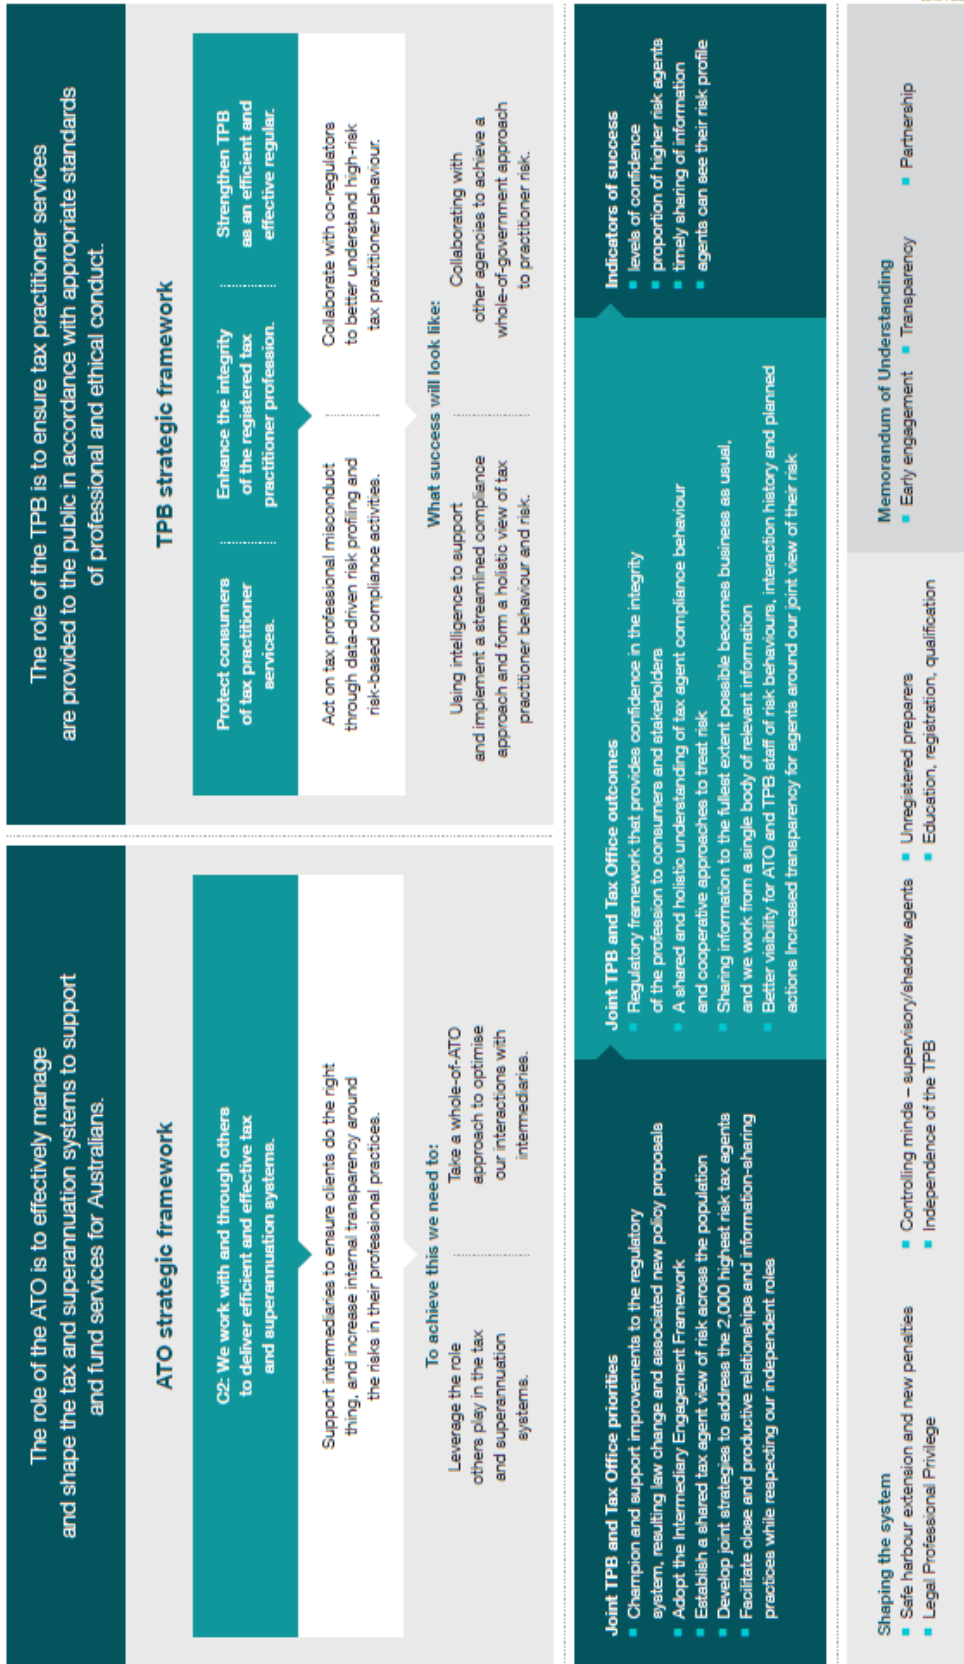 The role of the ATO is to effectively manage
and shape the tax and superannuation systems to support
and fund services for Australians.
ATO strategic framework
C2: We work with and through others
to deliver efficient and effective tax
and superannuation systems.
Support intermediaries to ensure clients do the right
thing, and increase internal transparency around
the risks in their professional practices.
To achieve this we need to:
Leverage the role
others play in the tax
and superannuation
systems.
Take a whole-of-ATO
approach to optimise
our interactions with
intermediaries.
The role of the TPB is to ensure tax practitioner services
are provided to the public in accordance with appropriate standards
of professional and ethical conduct.
TPB strategic framework
Protect consumers
of tax practitioner
services.
Enhance the integrity
of the registered tax
practitioner profession.
Strengthen TPB
as an efficient and
effective regular.
Act on tax professional misconduct
through data-driven risk profiling and
risk-based compliance activities.
Collaborate with co-regulators
to better understand high-risk
tax practitioner behaviour.
What success will look like:
Using intelligence to support
and implement a streamlined compliance
approach and form a holistic view of tax
practitioner behaviour and risk.
Collaborating with
other agencies to achieve a
whole-of-government approach
to practitioner risk.
Joint TPB and Tax Office priorities
Champion and support improvements to the regulatory
system, resulting law change and associated new policy proposals
Adopt the Intermediary Engagement Framework
Establish a shared tax agent view of risk across the population
Develop joint strategies to address the 2,000 highest risk tax agents
Facilitate close and productive relationships and information-sharing
practices while respecting our independent roles
Joint TPB and Tax Office outcomes
Regulatory framework that provides confidence in the integrity
of the profession to consumers and stakeholders
A shared and holistic understanding of tax agent compliance behaviour
and cooperative approaches to treat risk
Sharing information to the fullest extent possible becomes business as usual,
and we work from a single body of relevant information
Better visibility for ATO and TPB staff of risk behaviours, interaction history and planned
actions Increased transparency for agents around our joint view of their risk
Indicators of success
levels of confidence
proportion of higher risk agents
timely sharing of information
agents can see their risk profile
Shaping the system
Safe harbour extension and new penalties
Legal Professional Privilege
Controlling minds – supervisory/shadow agents
Independence of the TPB
Unregistered preparers
Education, registration, qualification
Memorandum of Understanding
Early engagement
Transparency
Partnership